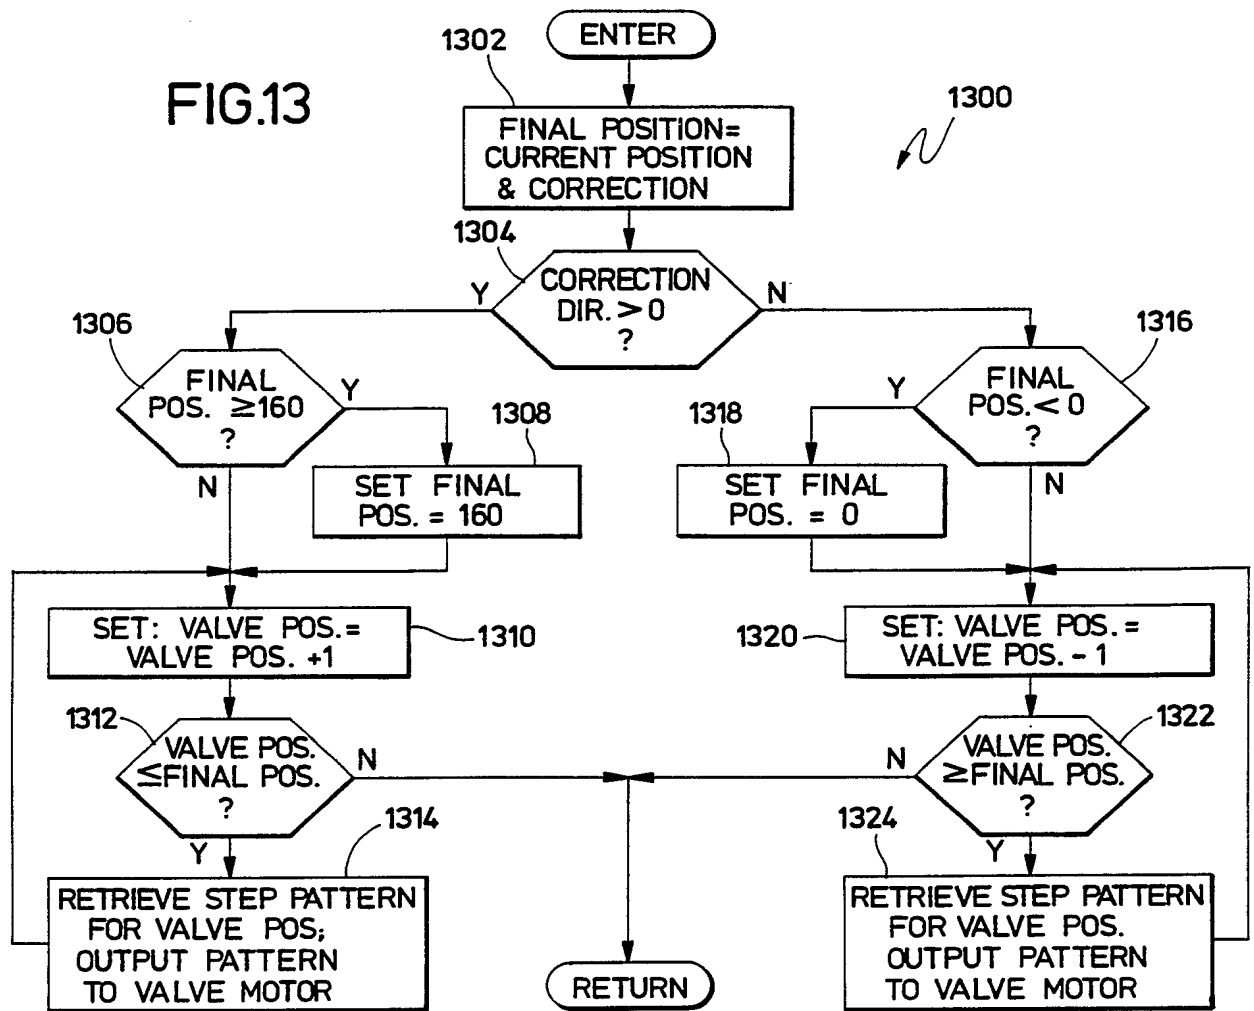 ENTER
1302
FIG.13
1300
FINAL POSITION=
CURRENT POSITION
& CORRECTION
1304
CORRECTION
DIR. > 0
?
Y
N
1306
FINAL
POS. ≥160
?
Y
N
1308
SET FINAL
POS. = 160
1316
FINAL
POS. < 0
?
Y
N
1318
SET FINAL
POS. = 0
SET: VALVE POS. =
VALVE POS. +1
1310
1312
VALVE POS.
≤FINAL POS.
?
N
Y
1314
RETRIEVE STEP PATTERN
FOR VALVE POS;
OUTPUT PATTERN
TO VALVE MOTOR
1320
SET: VALVE POS. =
VALVE POS. - 1
1322
VALVE POS.
≥FINAL POS.
?
N
Y
1324
RETRIEVE STEP PATTERN
FOR VALVE POS.
OUTPUT PATTERN
TO VALVE MOTOR
RETURN